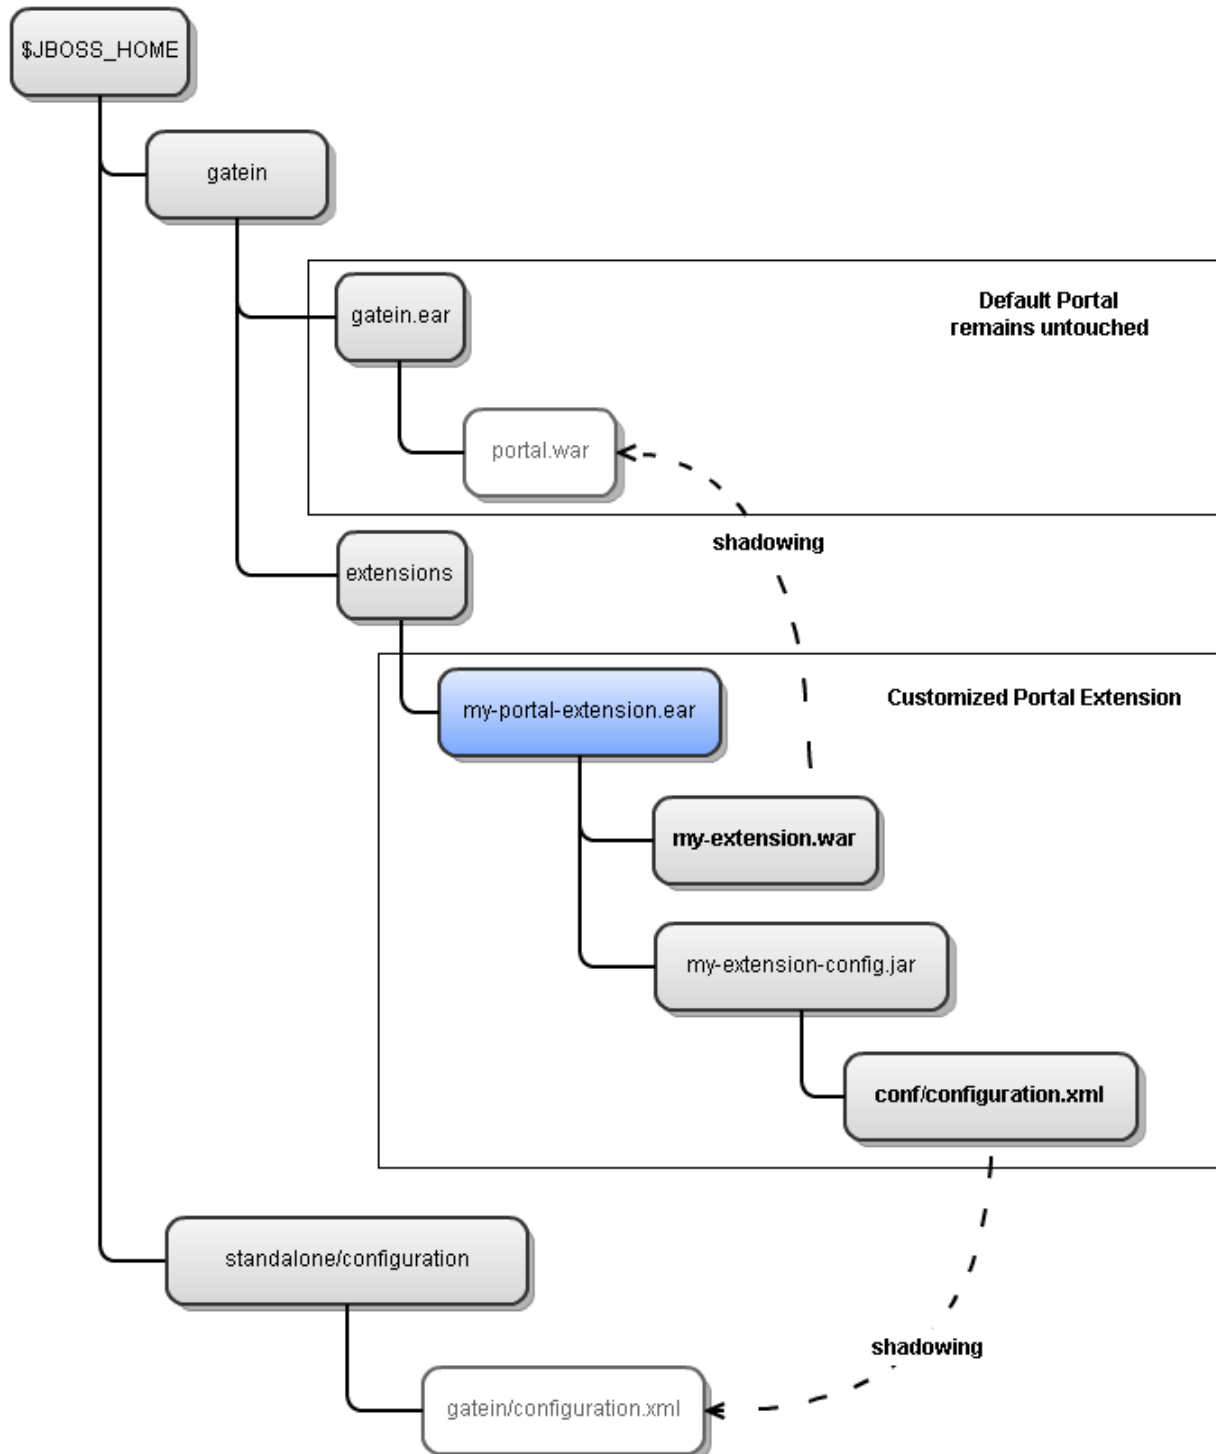 $JBOSS_HOME
gatein
gatein.ear
Default Portal
remains untouched
portal.war
shadowing
extensions
my-portal-extension.ear
Customized Portal Extension
my-extension.war
my-extension-config.jar
conf/configuration.xml
standalone/configuration
shadowing
gatein/configuration.xml